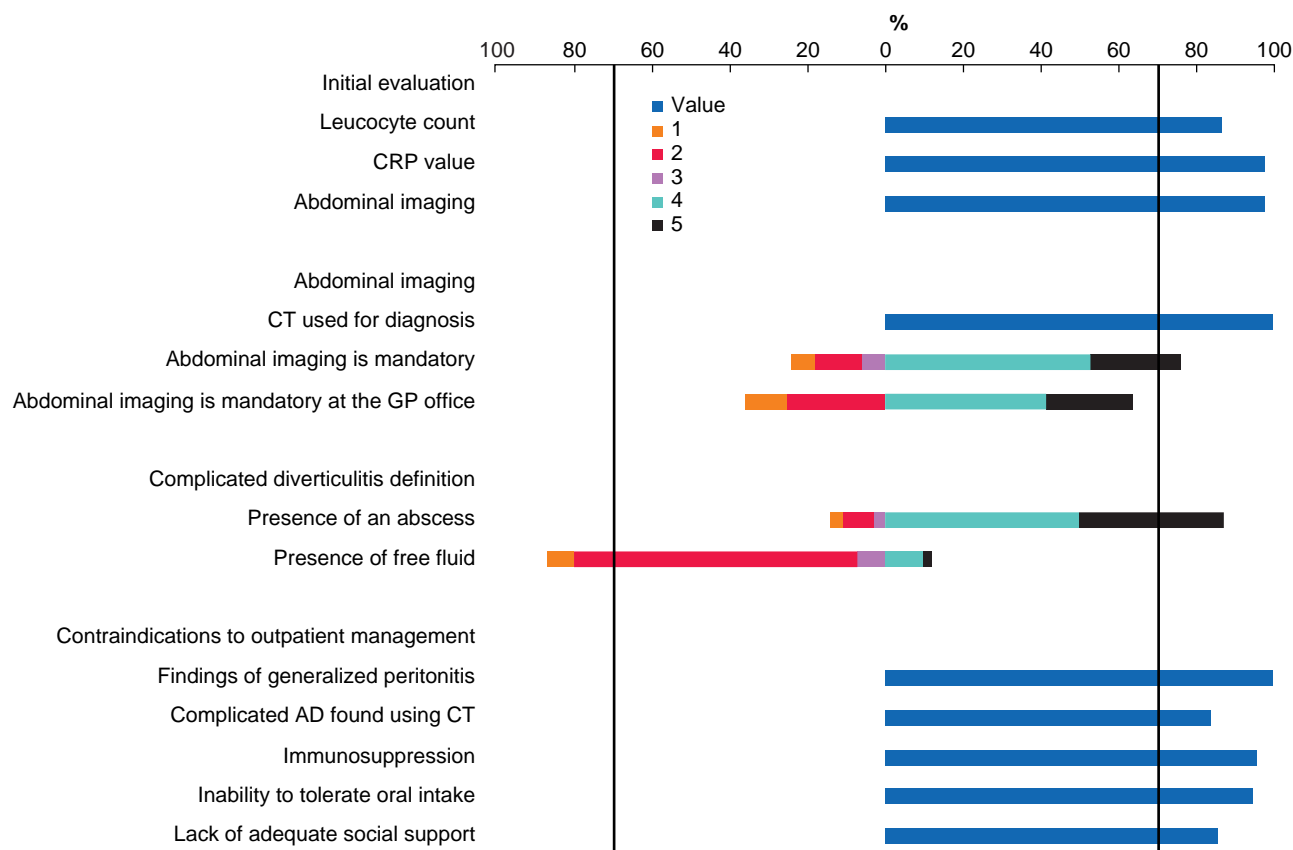 %
100 80 60 40 20 0 20 40 60 80 100
Initial evaluation
Value
Leucocyte count
1
2
CRP value
3
Abdominal imaging
4
5
Abdominal imaging
CT used for diagnosis
Abdominal imaging is mandatory
Abdominal imaging is mandatory at the GP office
Complicated diverticulitis definition
Presence of an abscess
Presence of free fluid
Contraindications to outpatient management
Findings of generalized peritonitis
Complicated AD found using CT
Immunosuppression
Inability to tolerate oral intake
Lack of adequate social support